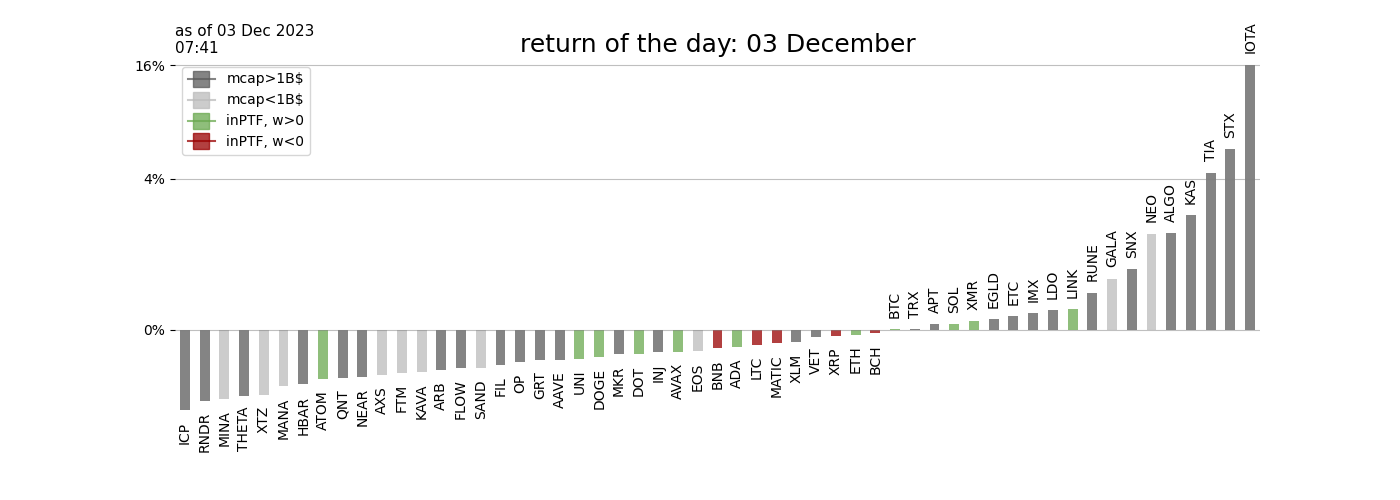 as of 03 Dec 2023
07:41
return of the day: 03 December
16%
4%
0%
mcap>1B$
mcap<1B$
inPTF, w>0
inPTF, w<0
ICP
RNDR
MINA
THETA
XTZ
MANA
HBAR
ATOM
QNT
NEAR
AXS
FTM
KAVA
ARB
FLOW
SAND
FIL
OP
GRT
AAVE
UNI
DOGE
MKR
DOT
INJ
AVAX
EOS
BNB
ADA
LTC
MATIC
XLM
VET
XRP
ETH
BCH
BTC
TRX
APT
SOL
XMR
EGLD
ETC
IMX
LDO
LINK
RUNE
GALA
SNX
NEO
ALGO
KAS
TIA
STX
IOTA